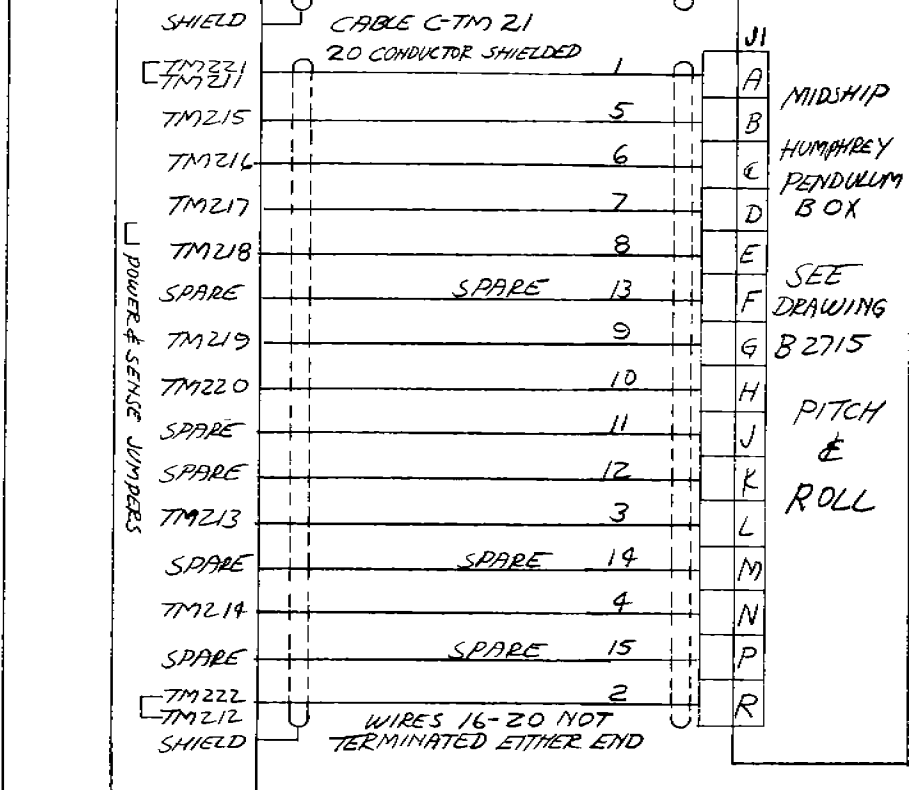 SHIELD
CABLE C-TM 21
20 CONDUCTOR SHIELDED
J1
TM221
TM211
1
A
MIDSHIP
TM215
5
B
HUMPHREY
PENDULUM
BOX
TM216
6
C
TM217
7
D
TM218
8
E
SEE
DRAWING
B2715
SPARE
SPARE
13
F
TM219
9
G
TM220
10
H
PITCH
&
ROLL
SPARE
11
J
SPARE
12
K
TM213
3
L
SPARE
SPARE
14
M
TM214
4
N
SPARE
SPARE
15
P
TM222
TM212
2
R
SHIELD
WIRES 16-20 NOT
TERMINATED EITHER END
POWER & SENSE JUMPERS